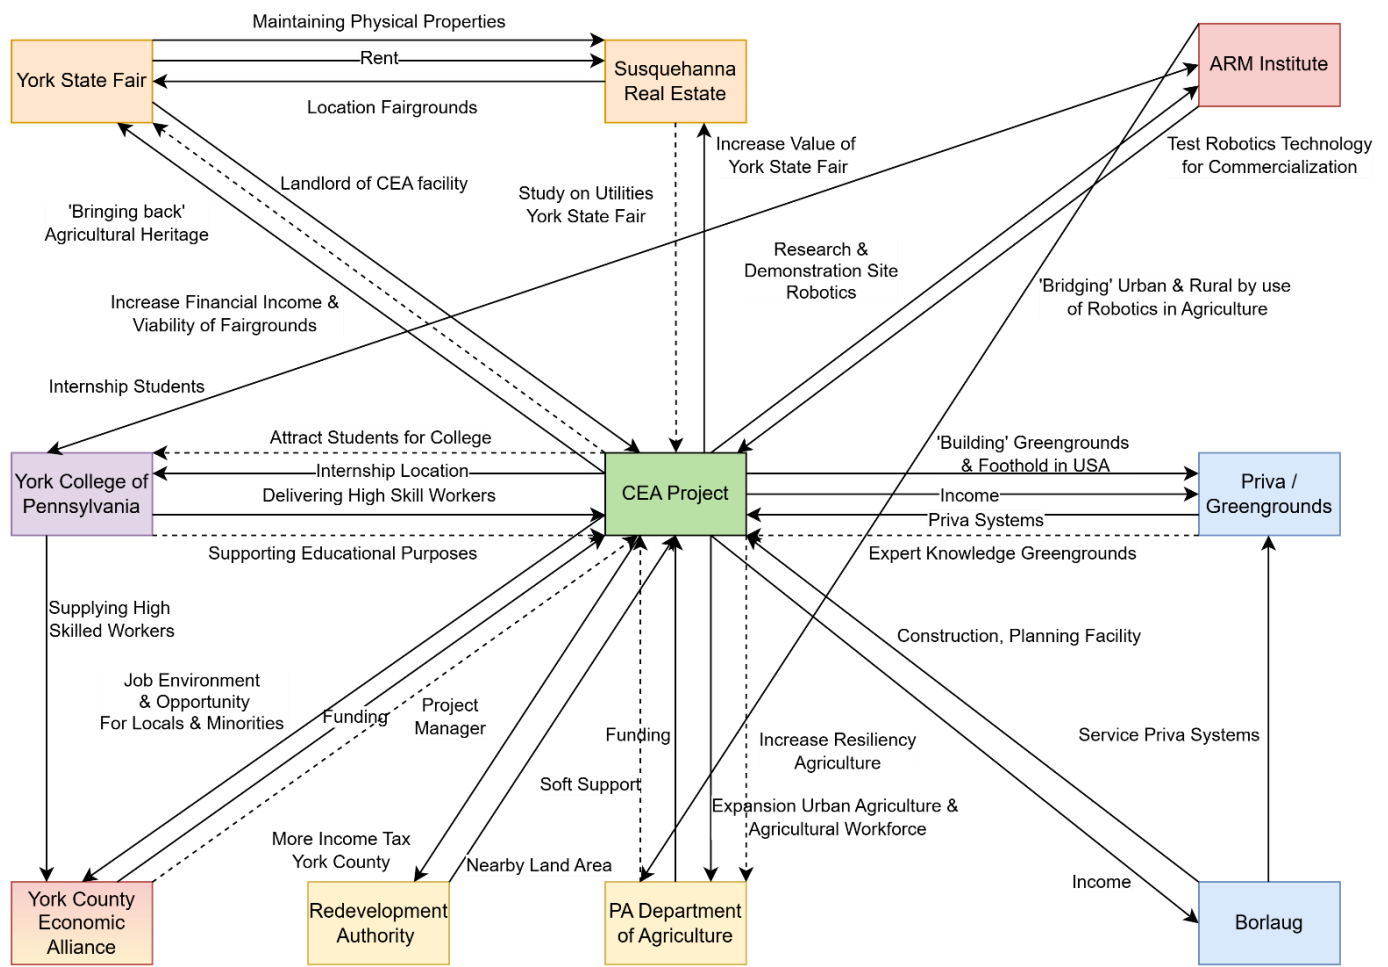 Maintaining Physical Properties
York State Fair
Rent
Susquehanna
Real Estate
ARM Institute
Location Fairgrounds
Increase Value of
York State Fair
Test Robotics Technology
for Commercialization
Landlord of CEA facility
Study on Utilities
York State Fair
'Bringing back'
Agricultural Heritage
Research &
Demonstration Site
Robotics
'Bridging' Urban & Rural by use
of Robotics in Agriculture
Increase Financial Income &
Viability of Fairgrounds
Internship Students
Attract Students for College
Internship Location
Delivering High Skill Workers
York College of
Pennsylvania
CEA Project
'Building' Greengrounds
& Foothold in USA
Income
Priva Systems
Priva /
Greengrounds
Supporting Educational Purposes
Expert Knowledge Greengrounds
Supplying High
Skilled Workers
Construction, Planning Facility
Job Environment
& Opportunity
For Locals & Minorities
Funding
Project
Manager
Funding
Increase Resiliency
Agriculture
Service Priva Systems
Soft Support
Expansion Urban Agriculture &
Agricultural Workforce
More Income Tax
York County
Nearby Land Area
Income
York County
Economic
Alliance
Redevelopment
Authority
PA Department
of Agriculture
Borlaug